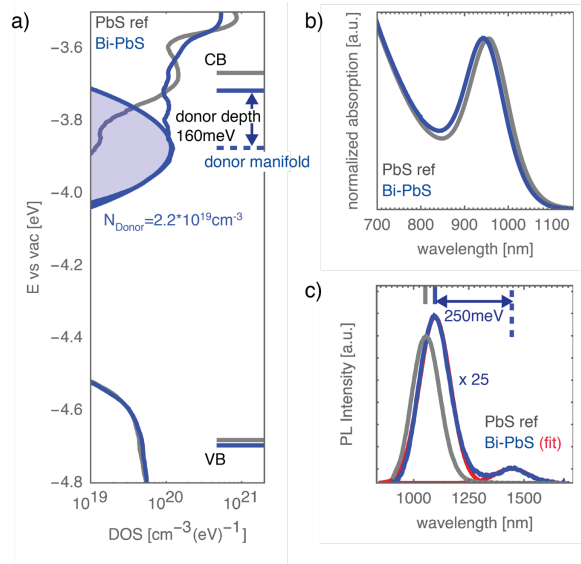 a)
PbS ref
Bi-PbS
CB
donor depth
160meV
donor manifold
N_Donor=2.2*10^19cm^-3
VB
−3.6
−3.8
−4.0
−4.2
−4.4
−4.6
−4.8
E vs vac [eV]
10^19
10^20
10^21
DOS [cm^−3(eV)^−1]
b)
normalized absorption [a.u.]
PbS ref
Bi-PbS
700
800
900
1000
1100
wavelength [nm]
c)
250meV
x 25
PL Intensity [a.u.]
PbS ref
Bi-PbS (fit)
1000
1250
1500
wavelength [nm]